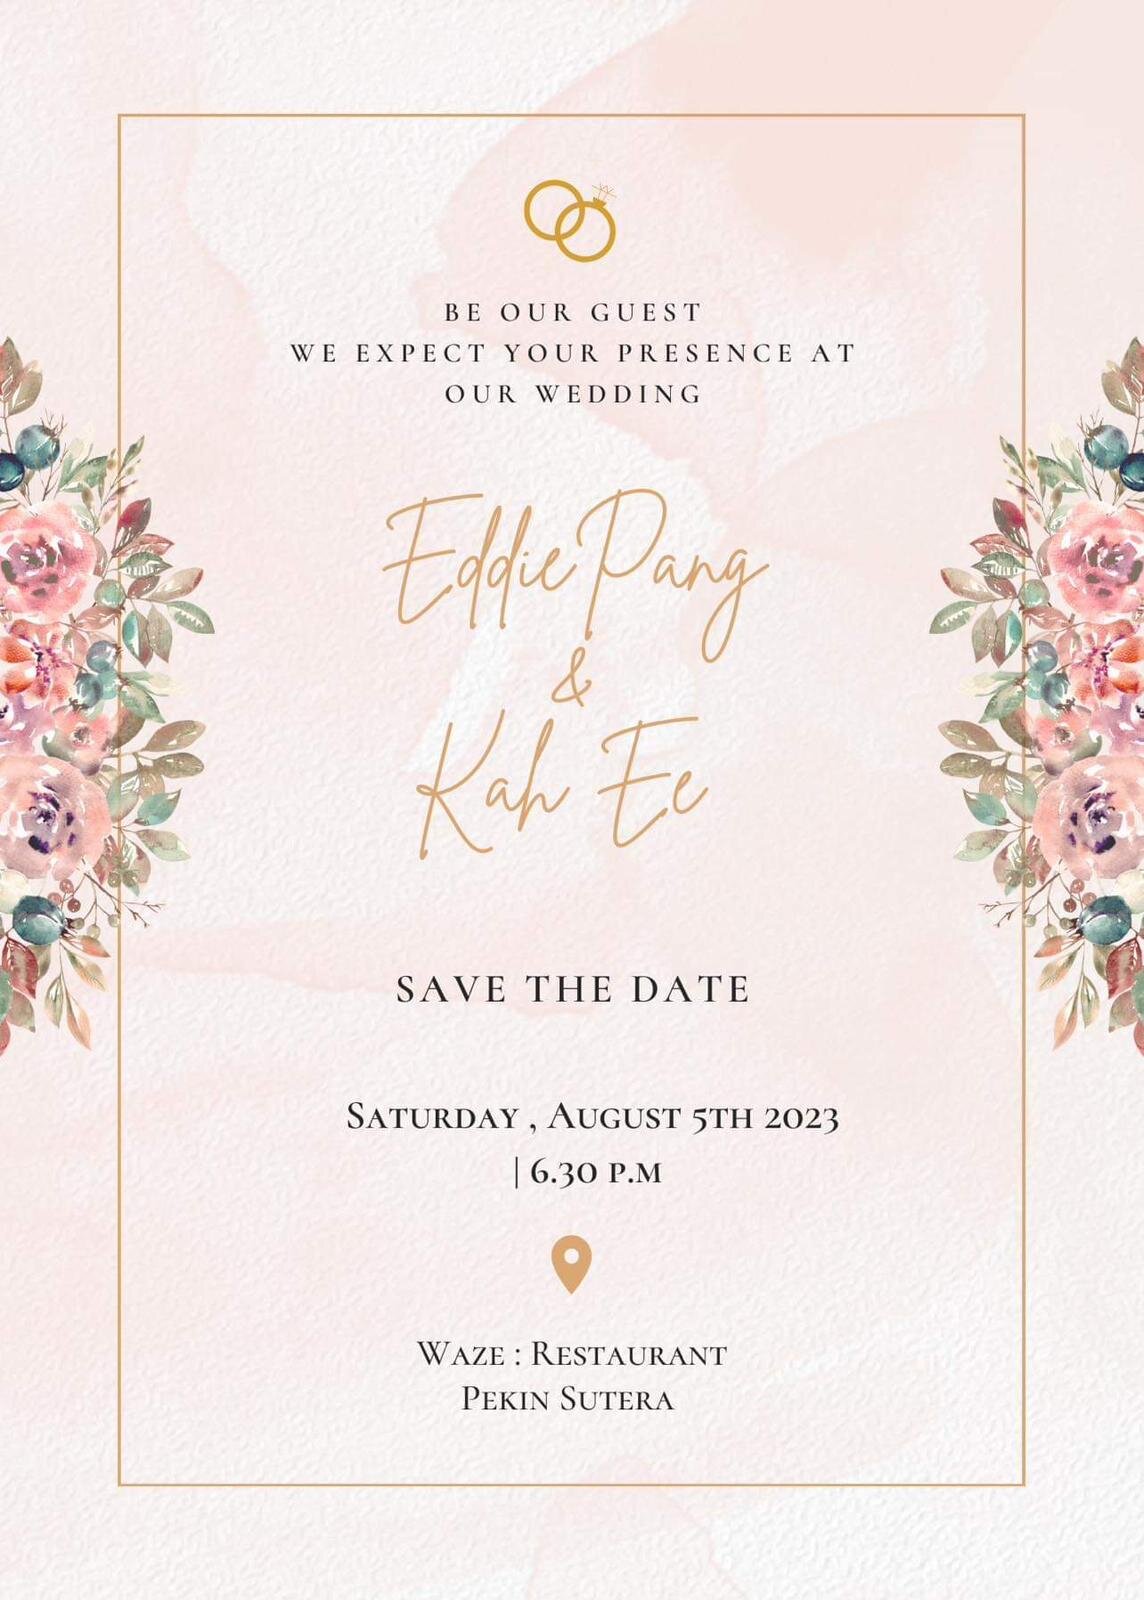 BE OUR GUEST
WE EXPECT YOUR PRESENCE AT
OUR WEDDING
Eddie Pang
&
Kah Ee
SAVE THE DATE
Saturday , August 5th 2023
| 6.30 p.m
Waze : Restaurant
Pekin Sutera